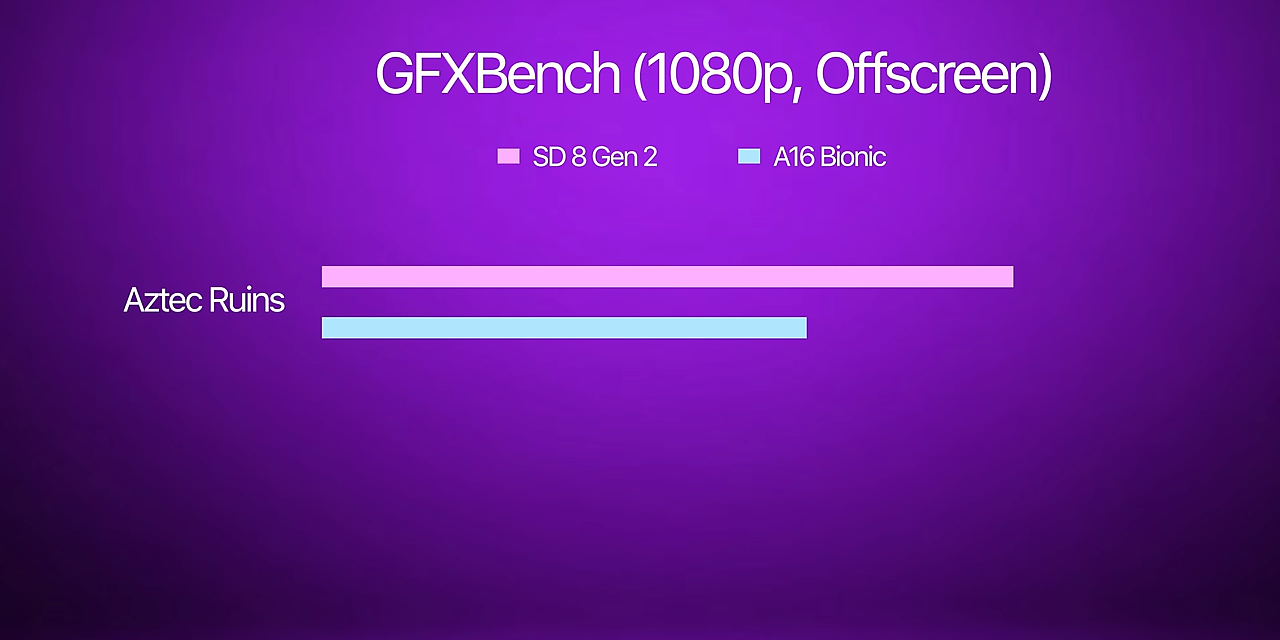 GFXBench (1080p, Offscreen)
SD 8 Gen 2
A16 Bionic
Aztec Ruins